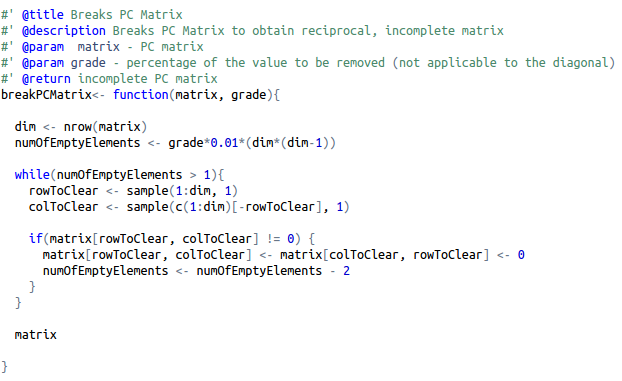 #' @title Breaks PC Matrix
#' @description Breaks PC Matrix to obtain reciprocal, incomplete matrix
#' @param  matrix - PC matrix
#' @param grade - percentage of the value to be removed (not applicable to the diagonal)
#' @return incomplete PC matrix
breakPCMatrix<- function(matrix, grade){

  dim <- nrow(matrix)
  numOfEmptyElements <- grade*0.01*(dim*(dim-1))

  while(numOfEmptyElements > 1){
    rowToClear <- sample(1:dim, 1)
    colToClear <- sample(c(1:dim)[-rowToClear], 1)

    if(matrix[rowToClear, colToClear] != 0) {
      matrix[rowToClear, colToClear] <- matrix[colToClear, rowToClear] <- 0
      numOfEmptyElements <- numOfEmptyElements - 2
    }
  }

  matrix

}